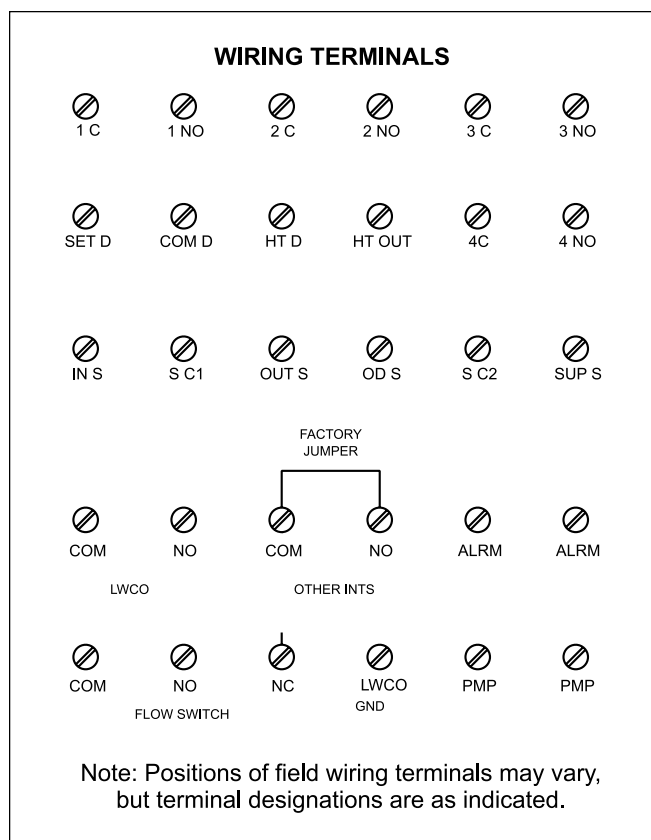 WIRING TERMINALS
1 C 1 NO 2 C 2 NO 3 C 3 NO
SET D COM D HT D HT OUT 4C 4 NO
IN S S C1 OUT S OD S S C2 SUP S
FACTORY
JUMPER
COM NO COM NO ALRM ALRM
LWCO OTHER INTS
COM NO NC LWCO PMP PMP
FLOW SWITCH GND
Note: Positions of field wiring terminals may vary,
but terminal designations are as indicated.